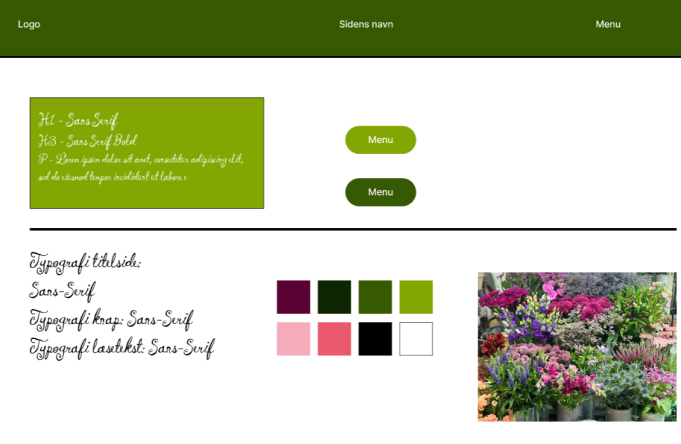 Logo
Sidens navn
Menu
H1 - Sans Serif
H3 - Sans Serif Bold
P - Lorem ipsum dolor sit amet, consectetur adipiscing elit,
sed do eiusmod tempor incididunt ut labore e
Menu
Menu
Typografi titelside:
Sans-Serif
Typografi knap: Sans-Serif
Typografi læsetekst: Sans-Serif